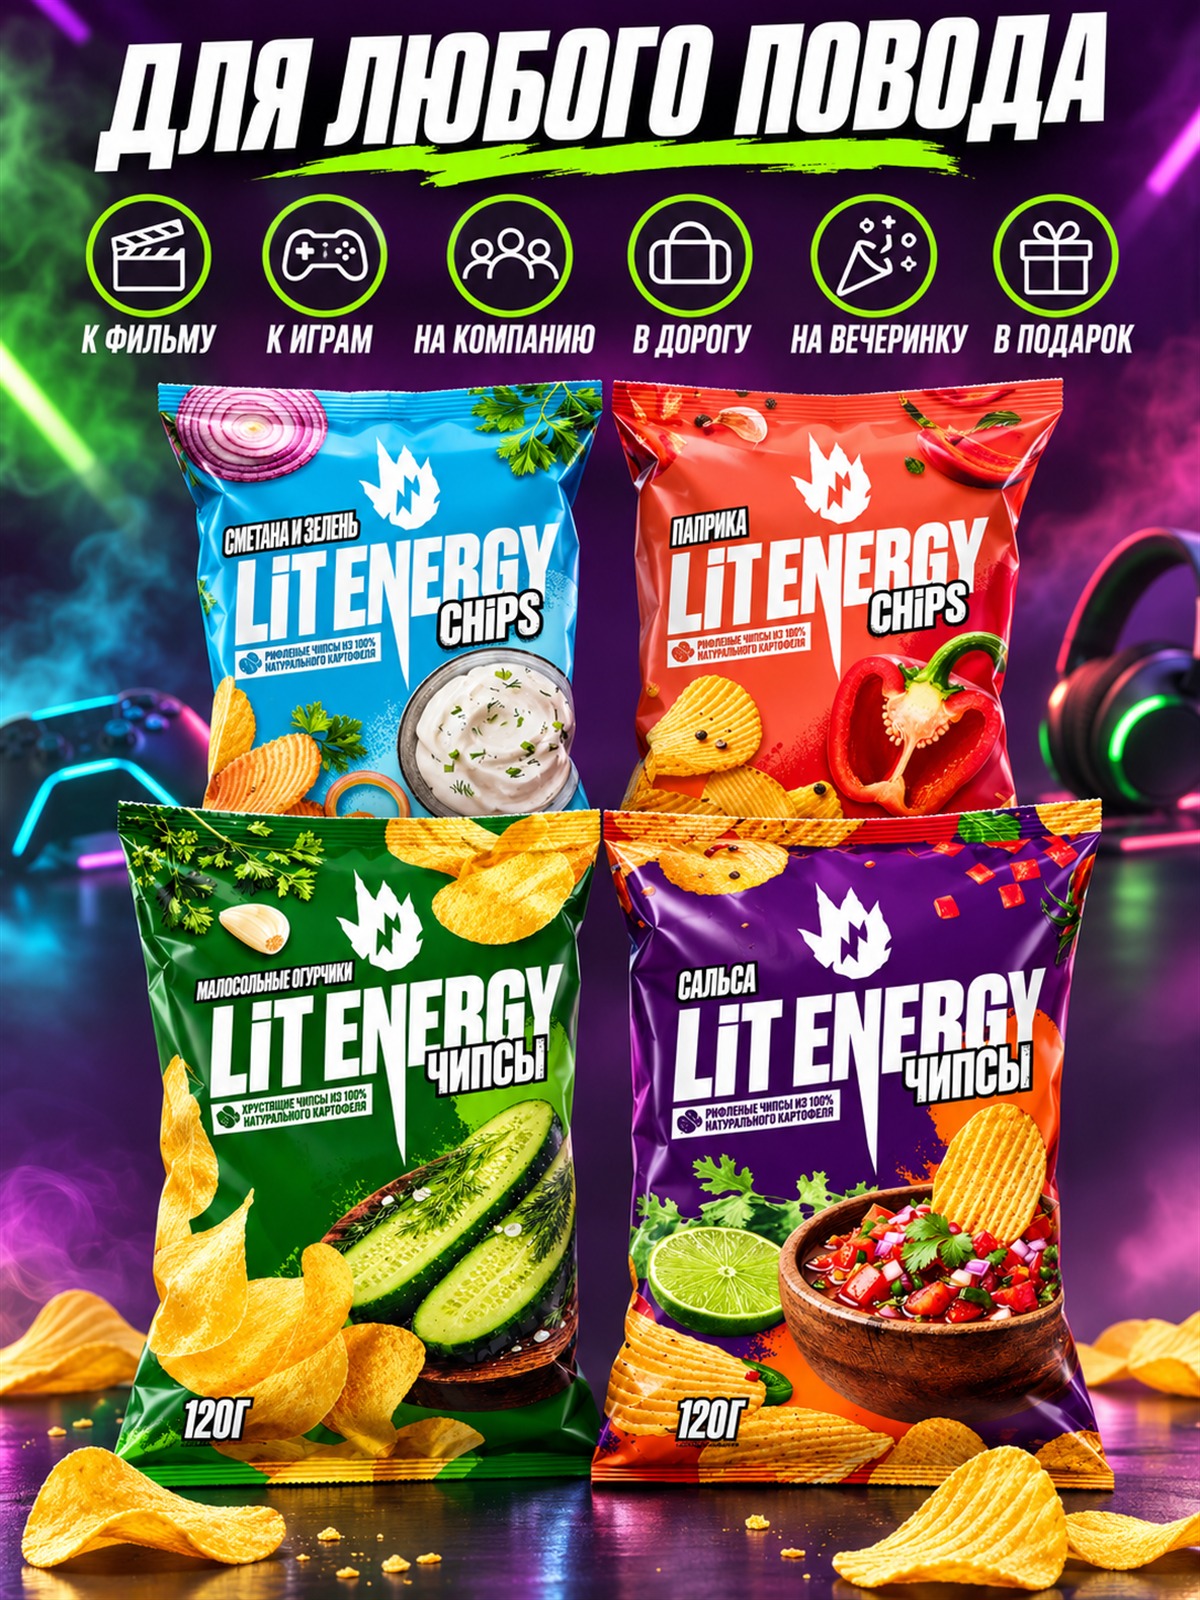 ДЛЯ ЛЮБОГО ПОВОДА
К ФИЛЬМУ
К ИГРАМ
НА КОМПАНИЮ
В ДОРОГУ
НА ВЕЧЕРИНКУ
В ПОДАРОК
СМЕТАНА И ЗЕЛЕНЬ
LiT ENERGY
CHiPS
РИФЛЕНЫЕ ЧИПСЫ ИЗ 100%
НАТУРАЛЬНОГО КАРТОФЕЛЯ
ПАПРИКА
LiT ENERGY
CHiPS
РИФЛЕНЫЕ ЧИПСЫ ИЗ 100%
НАТУРАЛЬНОГО КАРТОФЕЛЯ
МАЛОСОЛЬНЫЕ ОГУРЧИКИ
LiT ENERGY
ЧИПСЫ
ХРУСТЯЩИЕ ЧИПСЫ ИЗ 100%
НАТУРАЛЬНОГО КАРТОФЕЛЯ
120Г
САЛЬСА
LiT ENERGY
ЧИПСЫ
РИФЛЕНЫЕ ЧИПСЫ ИЗ 100%
НАТУРАЛЬНОГО КАРТОФЕЛЯ
120Г